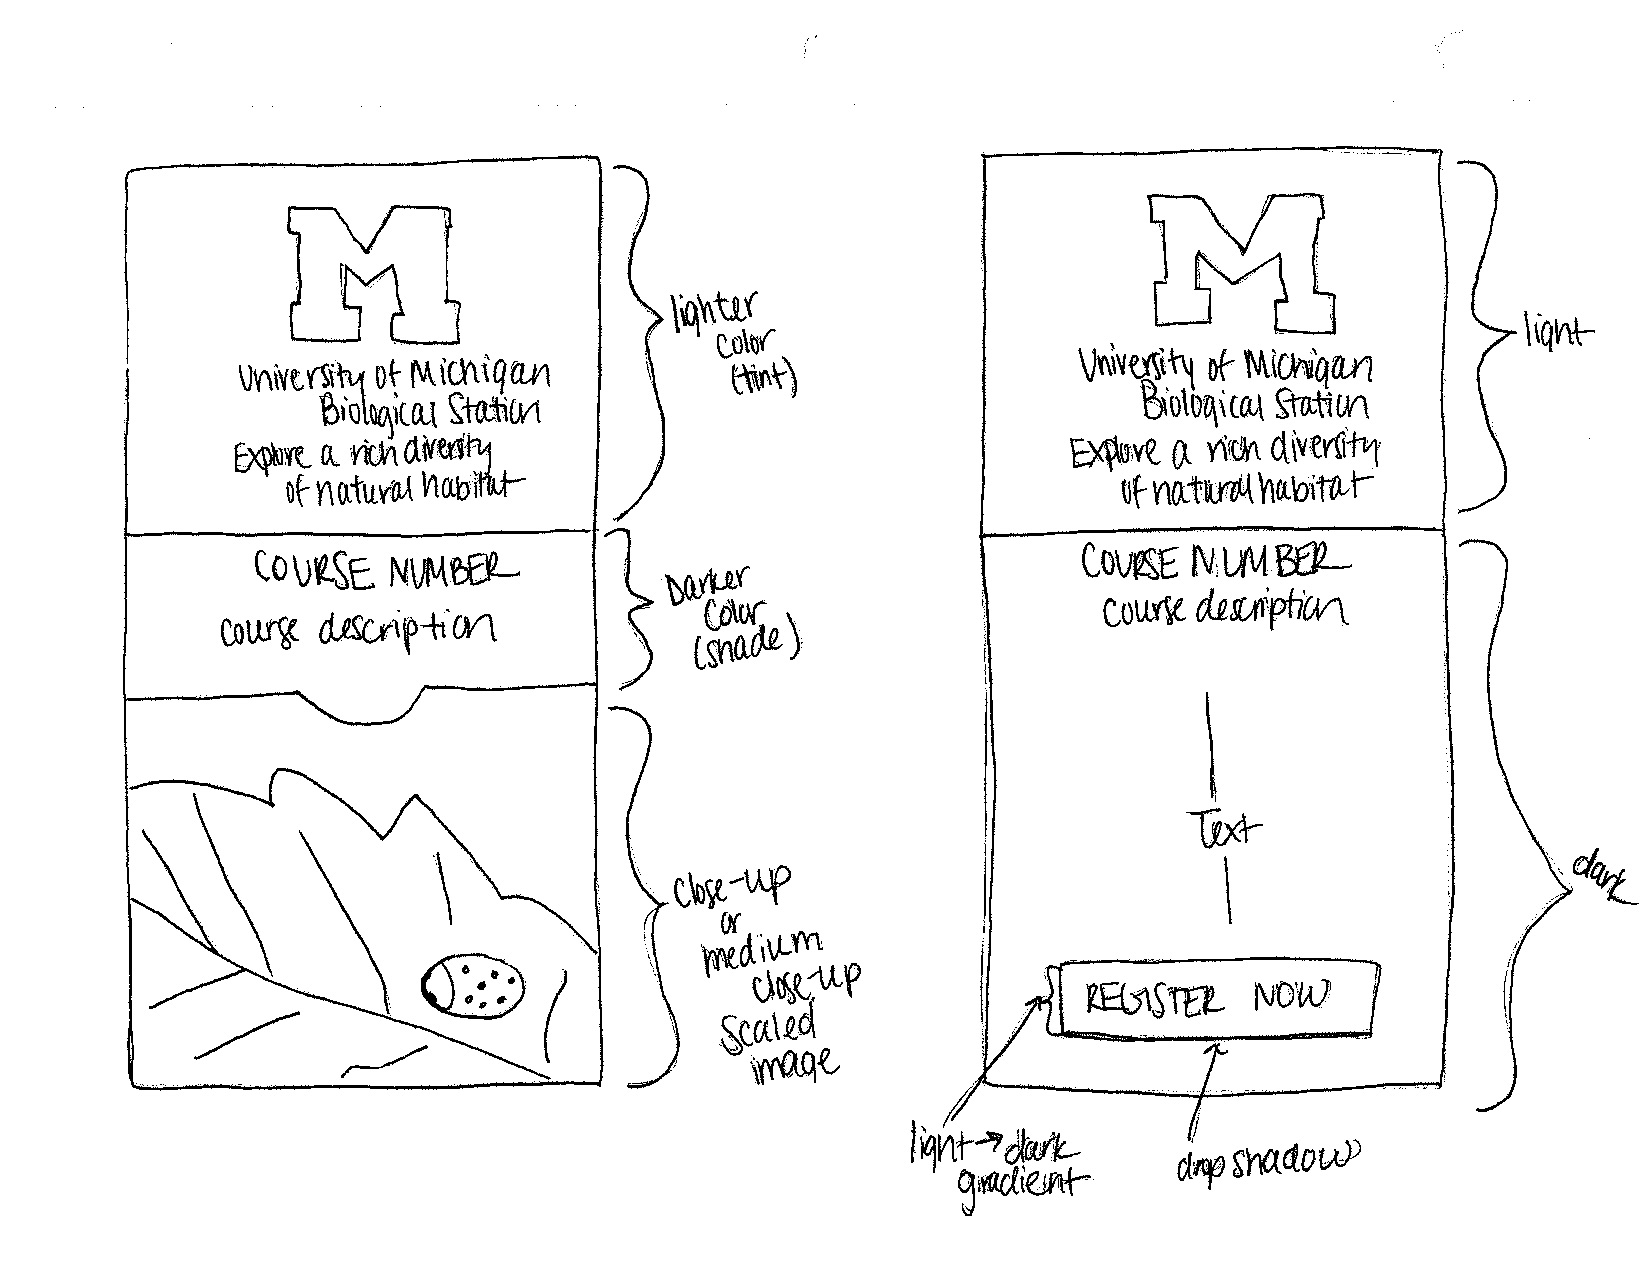 M
University of Michigan
Biological Station
Explore a rich diversity
of natural habitat
COURSE NUMBER
course description
lighter
color
(tint)
Darker
color
(shade)
close-up
or
medium
close-up
scaled
image
M
University of Michigan
Biological Station
Explore a rich diversity
of natural habitat
COURSE NUMBER
course description
Text
REGISTER NOW
light
dark
light → dark
gradient
drop shadow